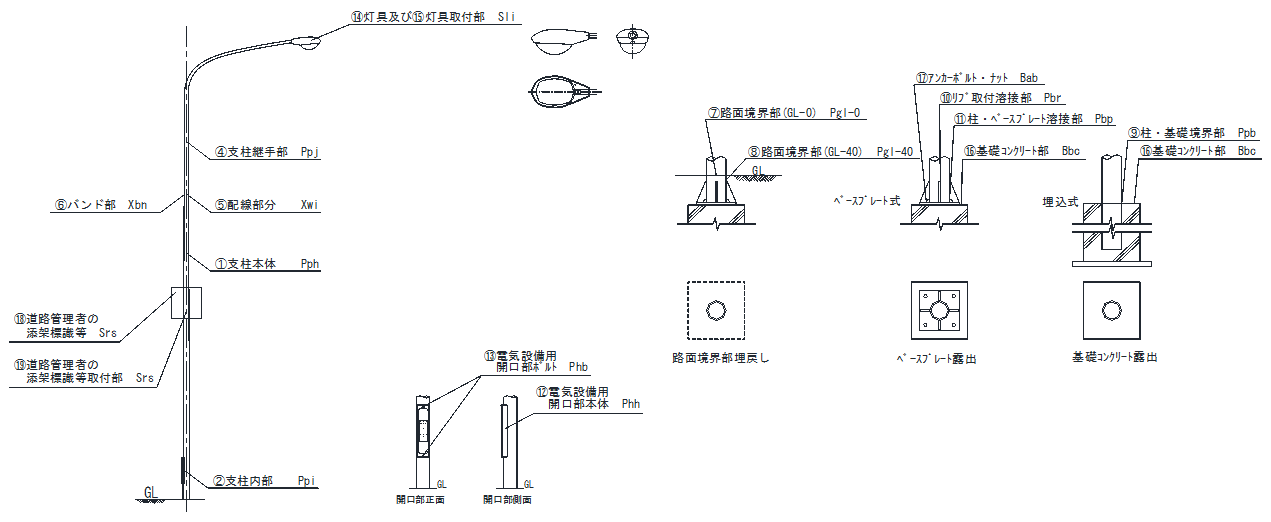 ⑭灯具及び⑮灯具取付部 Sli
④支柱継手部 Ppj
⑥バンド部 Xbn
⑤配線部分 Xwi
①支柱本体 Pph
⑱道路管理者の
添架標識等 Srs
⑲道路管理者の
添架標識等取付部 Srs
②支柱内部 Ppi
GL
⑬電気設備用
開口部ボルト Phb
⑫電気設備用
開口部本体 Phh
GL
GL
開口部正面
開口部側面
⑦路面境界部(GL-0) Pgl-0
⑧路面境界部(GL-40) Pgl-40
GL
路面境界部埋戻し
⑰アンカーボルト・ナット Bab
⑩リブ取付溶接部 Pbr
⑪柱・ベースプレート溶接部 Pbp
⑯基礎コンクリート部 Bbc
ベースプレート式
ベースプレート露出
⑨柱・基礎境界部 Ppb
⑯基礎コンクリート部 Bbc
埋込式
基礎コンクリート露出